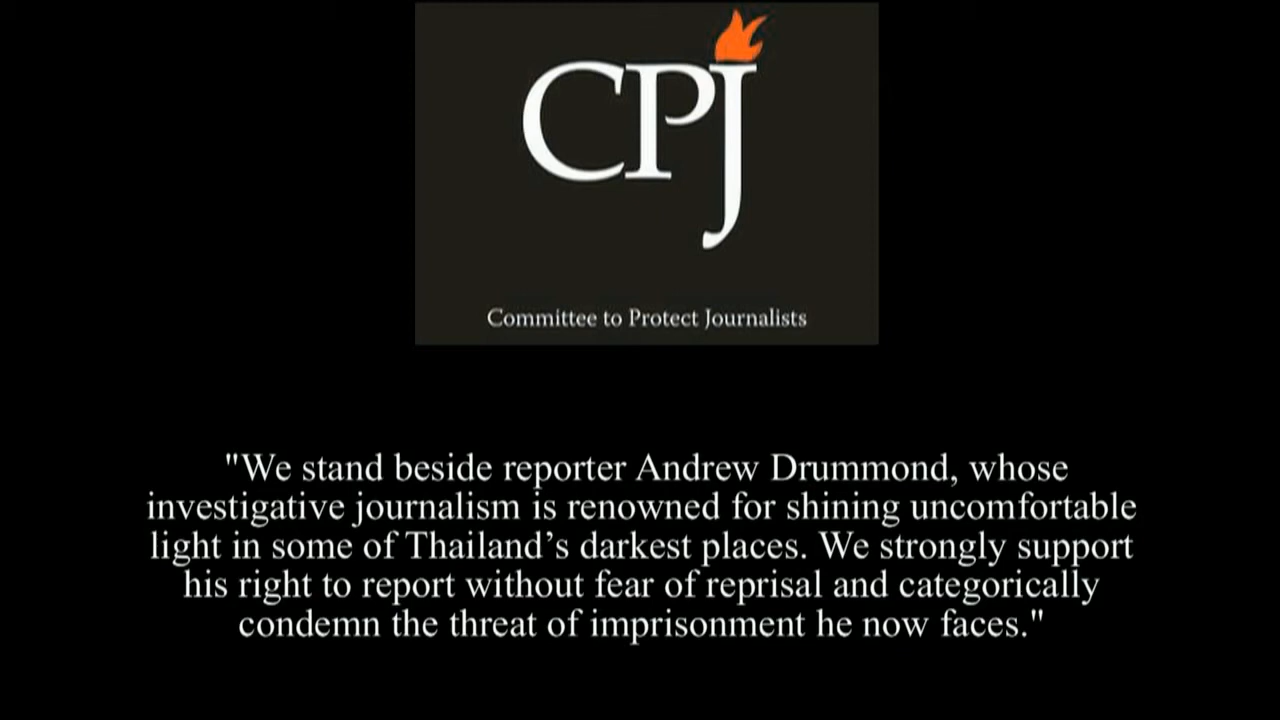 CPJ
Committee to Protect Journalists
"We stand beside reporter Andrew Drummond, whose
investigative journalism is renowned for shining uncomfortable
light in some of Thailand’s darkest places. We strongly support
his right to report without fear of reprisal and categorically
condemn the threat of imprisonment he now faces."